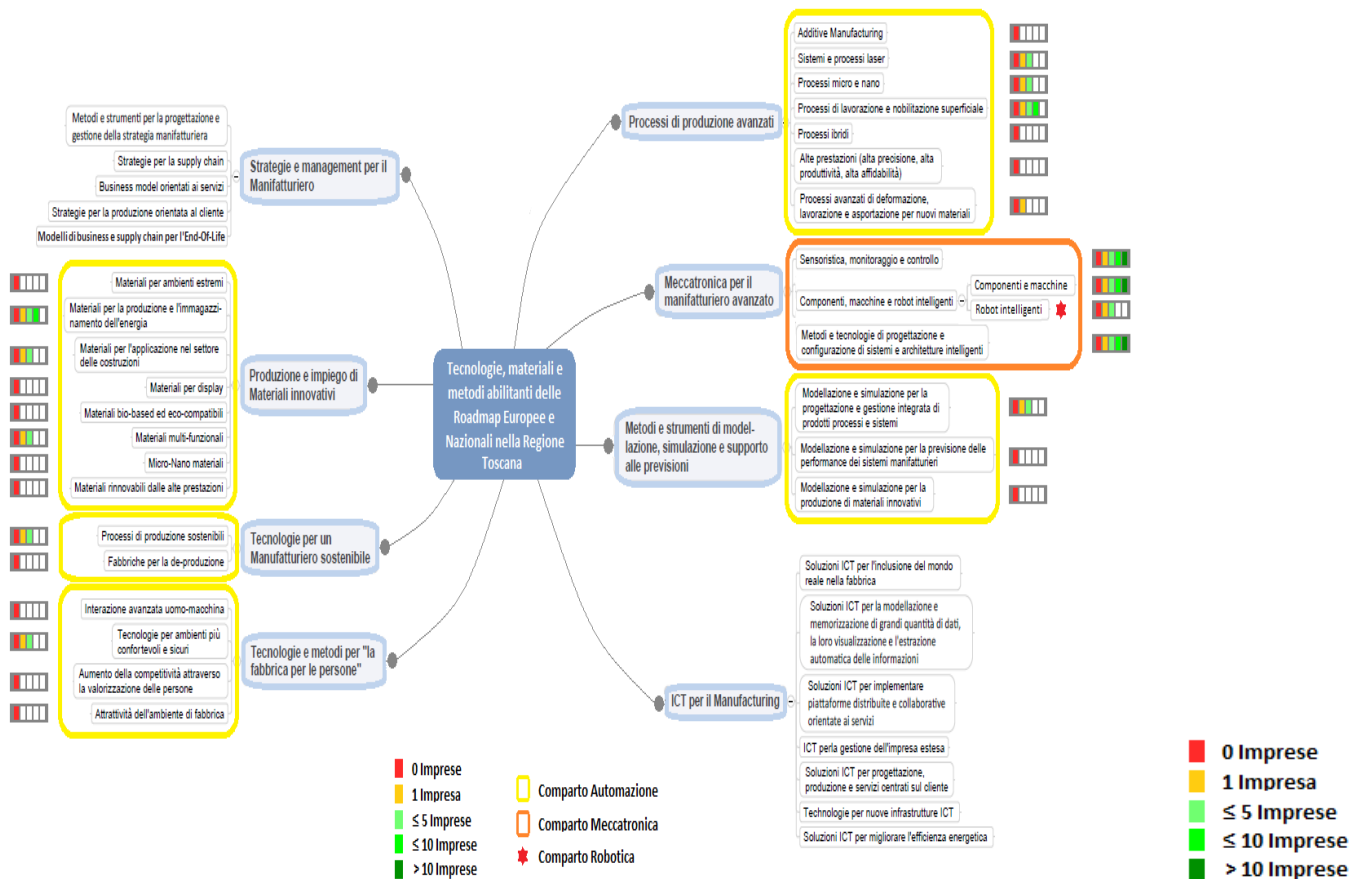 Tecnologie, materiali e
metodi abilitanti delle
Roadmap Europee e
Nazionali nella Regione
Toscana
Strategie e management per il
Manifatturiero
Metodi e strumenti per la progettazione e
gestione della strategia manifatturiera
Strategie per la supply chain
Business model orientati ai servizi
Strategie per la produzione orientata al cliente
Modelli di business e supply chain per l'End-Of-Life
Produzione e impiego di
Materiali innovativi
Materiali per ambienti estremi
Materiali per la produzione e l'immagazzi-
namento dell'energia
Materiali per l'applicazione nel settore
delle costruzioni
Materiali per display
Materiali bio-based ed eco-compatibili
Materiali multi-funzionali
Micro-Nano materiali
Materiali rinnovabili dalle alte prestazioni
Tecnologie per un
Manufatturiero sostenibile
Processi di produzione sostenibili
Fabbriche per la de-produzione
Tecnologie e metodi per "la
fabbrica per le persone"
Interazione avanzata uomo-macchina
Tecnologie per ambienti più
confortevoli e sicuri
Aumento della competitività attraverso
la valorizzazione delle persone
Attrattività dell'ambiente di fabbrica
Processi di produzione avanzati
Additive Manufacturing
Sistemi e processi laser
Processi micro e nano
Processi di lavorazione e nobilitazione superficiale
Processi ibridi
Alte prestazioni (alta precisione, alta
produttività, alta affidabilità)
Processi avanzati di deformazione,
lavorazione e asportazione per nuovi materiali
Meccatronica per il
manifatturiero avanzato
Sensoristica, monitoraggio e controllo
Componenti, macchine e robot intelligenti
Componenti e macchine
Robot intelligenti
Metodi e tecnologie di progettazione e
configurazione di sistemi e architetture intelligenti
Metodi e strumenti di model-
lazione, simulazione e supporto
alle previsioni
Modellazione e simulazione per la
progettazione e gestione integrata di
prodotti processi e sistemi
Modellazione e simulazione per la previsione delle
performance dei sistemi manifatturieri
Modellazione e simulazione per la
produzione di materiali innovativi
ICT per il Manufacturing
Soluzioni ICT per l'inclusione del mondo
reale nella fabbrica
Soluzioni ICT per la modellazione e
memorizzazione di grandi quantità di dati,
la loro visualizzazione e l'estrazione
automatica delle informazioni
Soluzioni ICT per implementare
piattaforme distribuite e collaborative
orientate ai servizi
ICT perla gestione dell'impresa estesa
Soluzioni ICT per progettazione,
produzione e servizi centrati sul cliente
Technologie per nuove infrastrutture ICT
Soluzioni ICT per migliorare l'efficienza energetica
0 Imprese
1 Impresa
≤ 5 Imprese
≤ 10 Imprese
> 10 Imprese
Comparto Automazione
Comparto Meccatronica
Comparto Robotica
0 Imprese
1 Impresa
≤ 5 Imprese
≤ 10 Imprese
> 10 Imprese